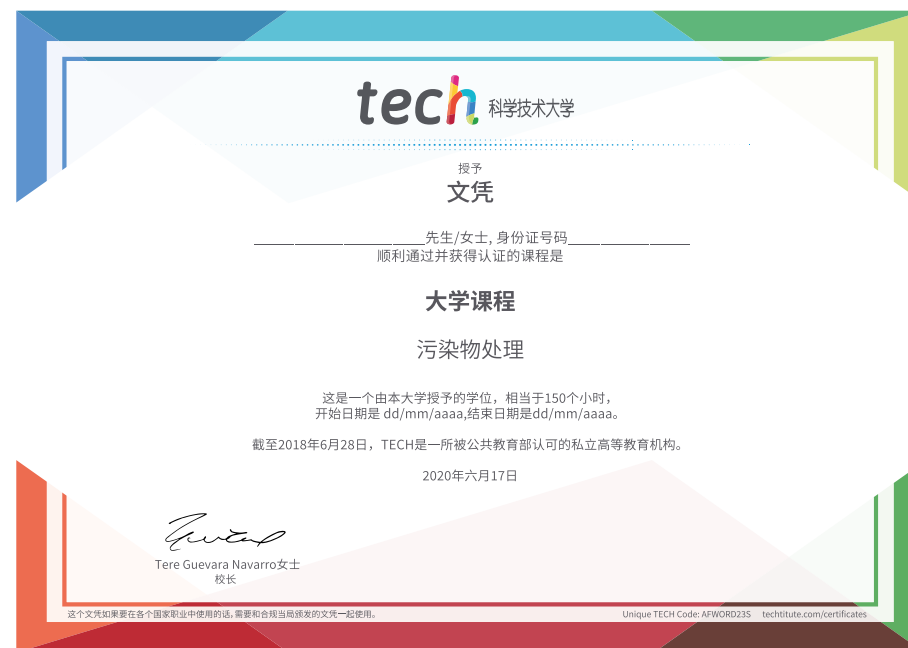 tech 科学技术大学
授予
文凭
______________________先生/女士, 身份证号码_______________
顺利通过并获得认证的课程是
大学课程
污染物处理
这是一个由本大学授予的学位，相当于150个小时，
开始日期是 dd/mm/aaaa,结束日期是dd/mm/aaaa。
截至2018年6月28日，TECH是一所被公共教育部认可的私立高等教育机构。
2020年六月17日
Tere Guevara Navarro女士
校长
这个文凭如果要在各个国家职业中使用的话,需要和合规当局颁发的文凭一起使用。
Unique TECH Code: AFWORD23S techtitute.com/certificates